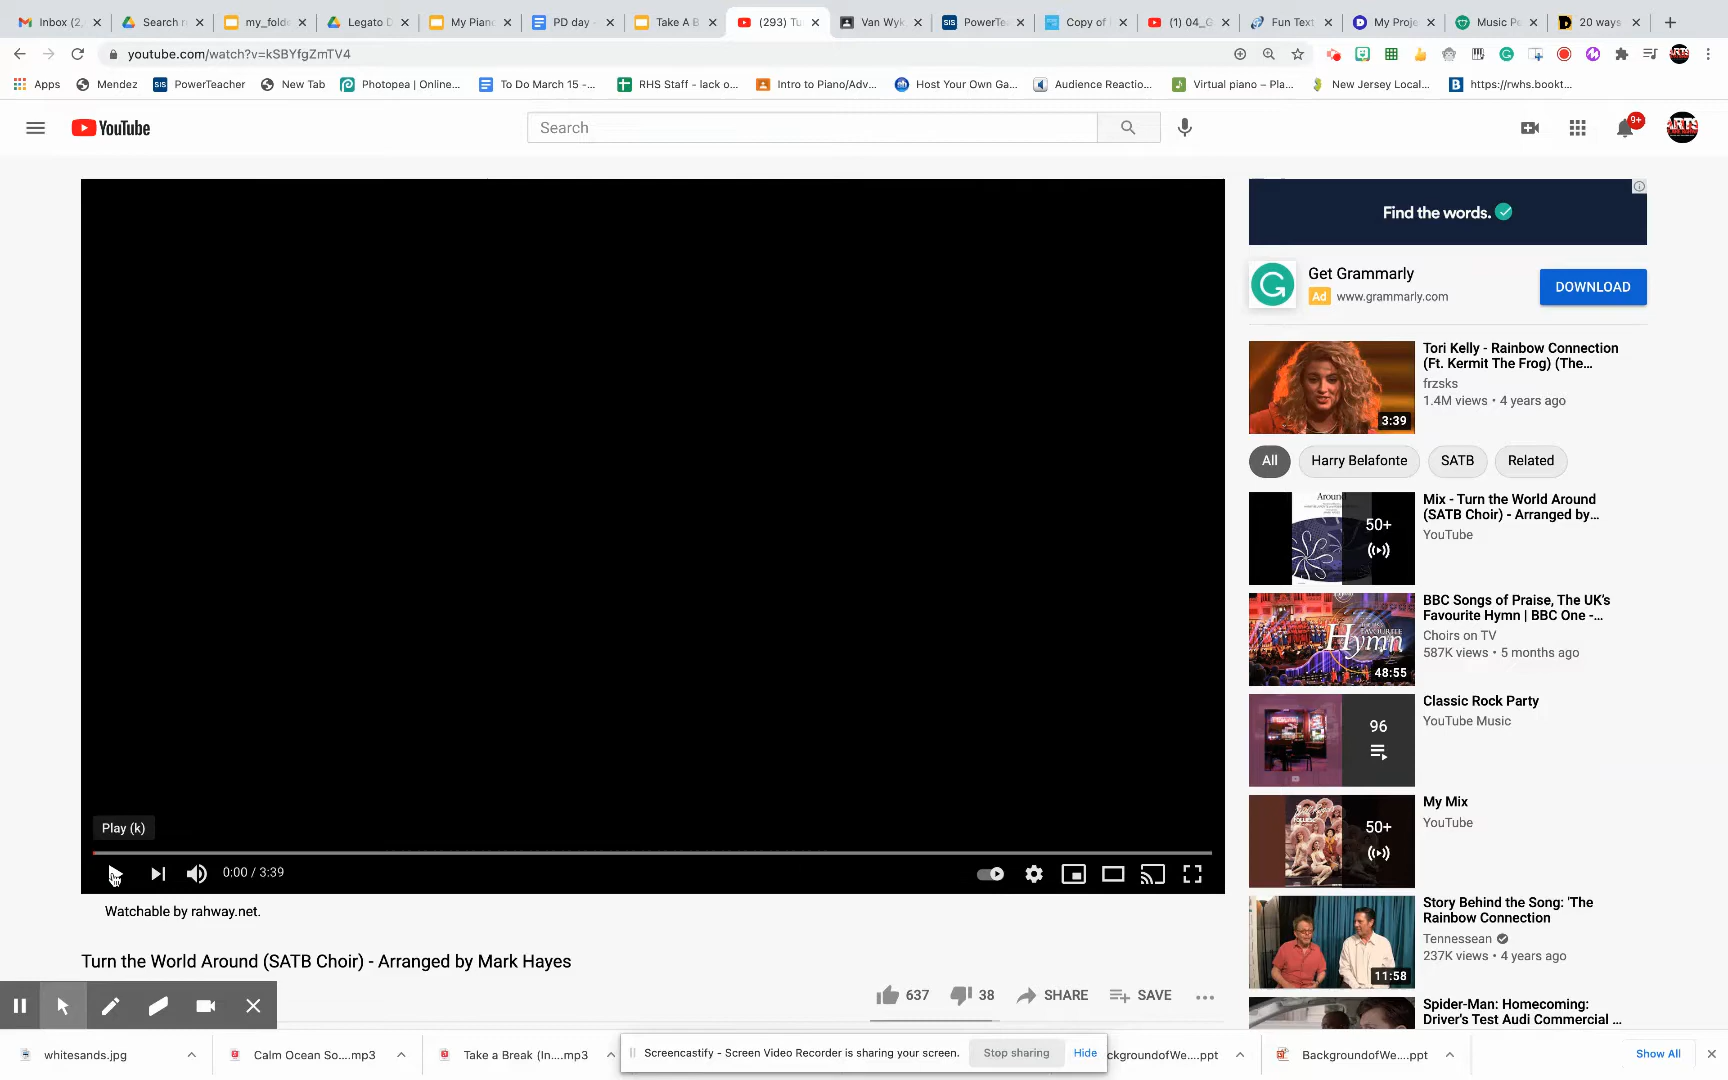 Inbox (2,
Search r
my_folde
Legato D
My Piano
PD day -
Take A B
(293) Tu
Van Wyk
PowerTea
Copy of
(1) 04_G
Fun Text
My Proje
Music Pe
20 ways
youtube.com/watch?v=kSBYfgZmTV4
Apps
Mendez
SIS PowerTeacher
New Tab
Photopea | Online...
To Do March 15 -...
RHS Staff - lack o...
Intro to Piano/Adv...
Host Your Own Ga...
Audience Reactio...
Virtual piano – Pla...
New Jersey Local...
B https://rwhs.bookt...
YouTube
Search
9+
Find the words.
Get Grammarly
Ad www.grammarly.com
DOWNLOAD
Tori Kelly - Rainbow Connection
(Ft. Kermit The Frog) (The...
frzsks
1.4M views • 4 years ago
3:39
All
Harry Belafonte
SATB
Related
Around
50+
Mix - Turn the World Around
(SATB Choir) - Arranged by...
YouTube
BBC Songs of Praise, The UK's
Favourite Hymn | BBC One -...
Choirs on TV
587K views • 5 months ago
Hymn
48:55
Classic Rock Party
YouTube Music
96
My Mix
YouTube
50+
Story Behind the Song: 'The
Rainbow Connection
Tennessean
237K views • 4 years ago
11:58
Spider-Man: Homecoming:
Driver's Test Audi Commercial ...
Play (k)
0:00 / 3:39
Watchable by rahway.net.
Turn the World Around (SATB Choir) - Arranged by Mark Hayes
637
38
SHARE
SAVE
whitesands.jpg
Calm Ocean So....mp3
Take a Break (In....mp3
Screencastify - Screen Video Recorder is sharing your screen.
Stop sharing
Hide
ckgroundofWe....ppt
BackgroundofWe....ppt
Show All